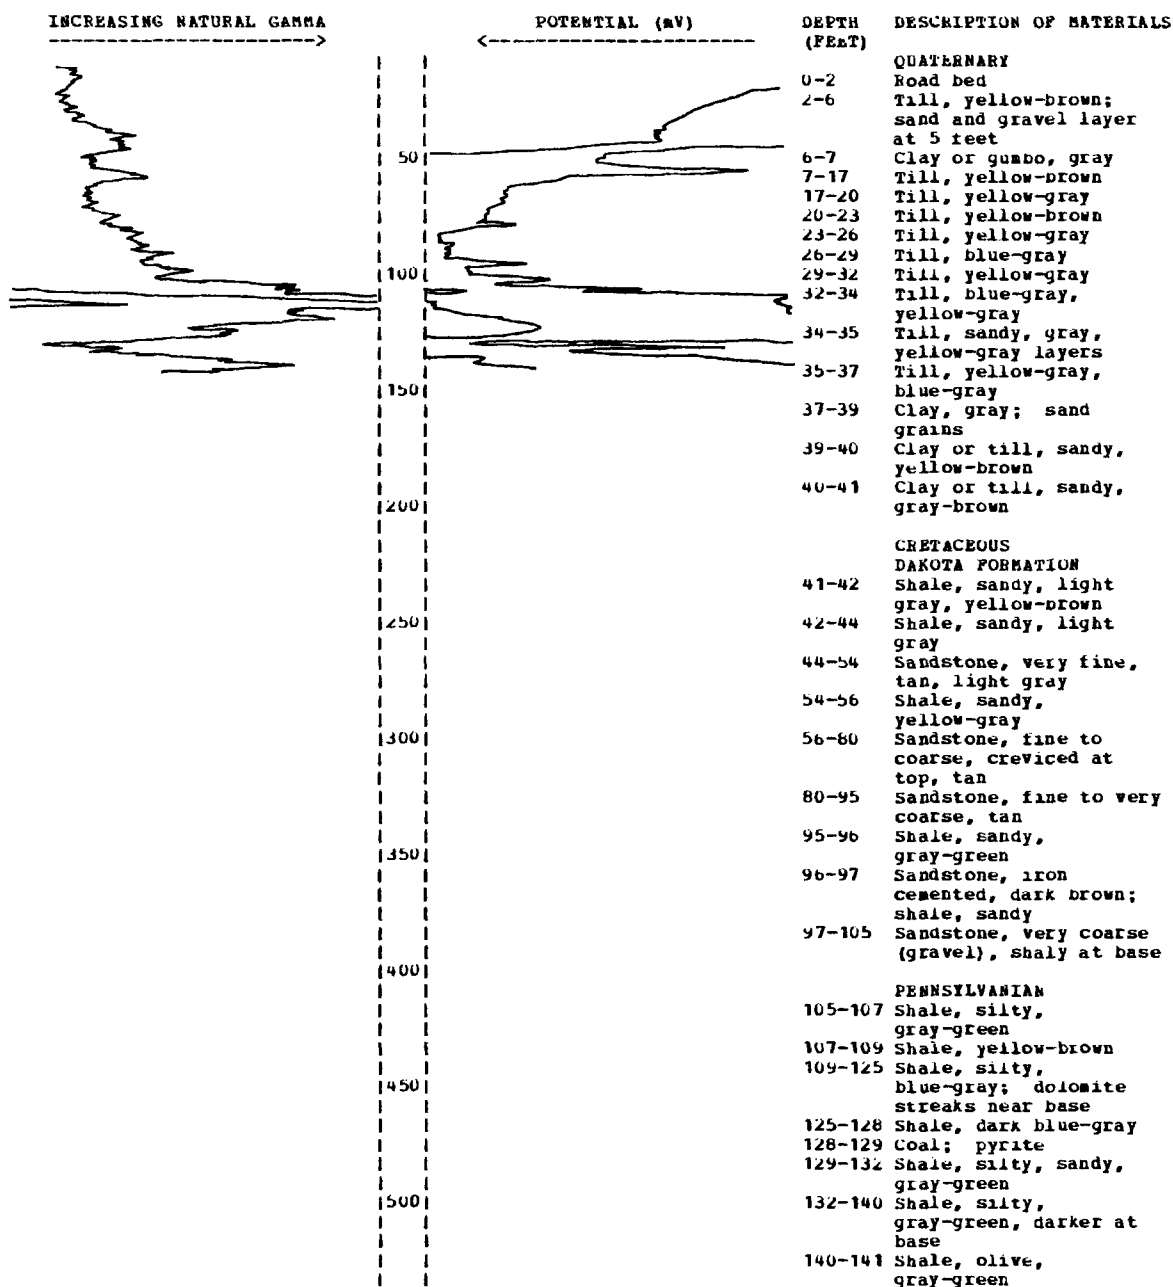 INCREASING NATURAL GAMMA
POTENTIAL (mV)
DEPTH (FEET)
DESCRIPTION OF MATERIALS
50
100
150
200
250
300
350
400
450
500
QUATERNARY
0-2 Road bed
2-6 Till, yellow-brown;
sand and gravel layer
at 5 feet
6-7 Clay or gumbo, gray
7-17 Till, yellow-brown
17-20 Till, yellow-gray
20-23 Till, yellow-brown
23-26 Till, yellow-gray
26-29 Till, blue-gray
29-32 Till, yellow-gray
32-34 Till, blue-gray,
yellow-gray
34-35 Till, sandy, gray,
yellow-gray layers
35-37 Till, yellow-gray,
blue-gray
37-39 Clay, gray; sand
grains
39-40 Clay or till, sandy,
yellow-brown
40-41 Clay or till, sandy,
gray-brown
CRETACEOUS
DAKOTA FORMATION
41-42 Shale, sandy, light
gray, yellow-brown
42-44 Shale, sandy, light
gray
44-54 Sandstone, very fine,
tan, light gray
54-56 Shale, sandy,
yellow-gray
56-80 Sandstone, fine to
coarse, creviced at
top, tan
80-95 Sandstone, fine to very
coarse, tan
95-96 Shale, sandy,
gray-green
96-97 Sandstone, iron
cemented, dark brown;
shale, sandy
97-105 Sandstone, very coarse
(gravel), shaly at base
PENNSYLVANIAN
105-107 Shale, silty,
gray-green
107-109 Shale, yellow-brown
109-125 Shale, silty,
blue-gray; dolomite
streaks near base
125-128 Shale, dark blue-gray
128-129 Coal; pyrite
129-132 Shale, silty, sandy,
gray-green
132-140 Shale, silty,
gray-green, darker at
base
140-141 Shale, olive,
gray-green